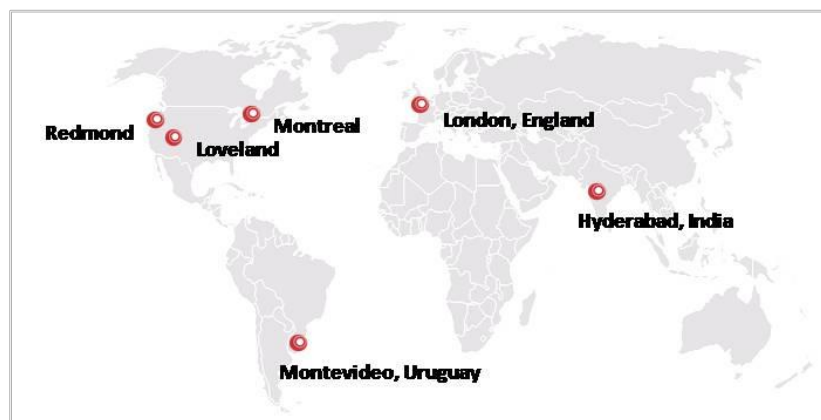 Redmond
Montreal
Loveland
London, England
Hyderabad, India
Montevideo, Uruguay